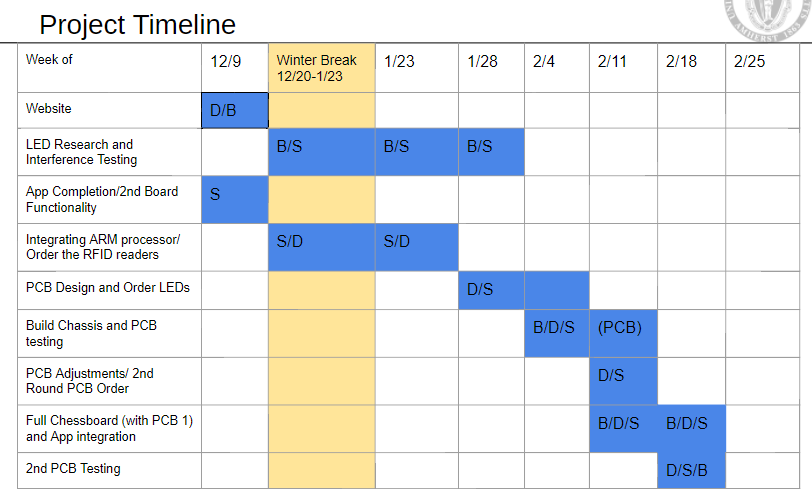 Project Timeline
Week of
12/9
Winter Break
12/20-1/23
1/23
1/28
2/4
2/11
2/18
2/25
Website
D/B
LED Research and
Interference Testing
B/S
B/S
B/S
App Completion/2nd Board
Functionality
S
Integrating ARM processor/
Order the RFID readers
S/D
S/D
PCB Design and Order LEDs
D/S
Build Chassis and PCB
testing
B/D/S
(PCB)
PCB Adjustments/ 2nd
Round PCB Order
D/S
Full Chessboard (with PCB 1)
and App integration
B/D/S
B/D/S
2nd PCB Testing
D/S/B